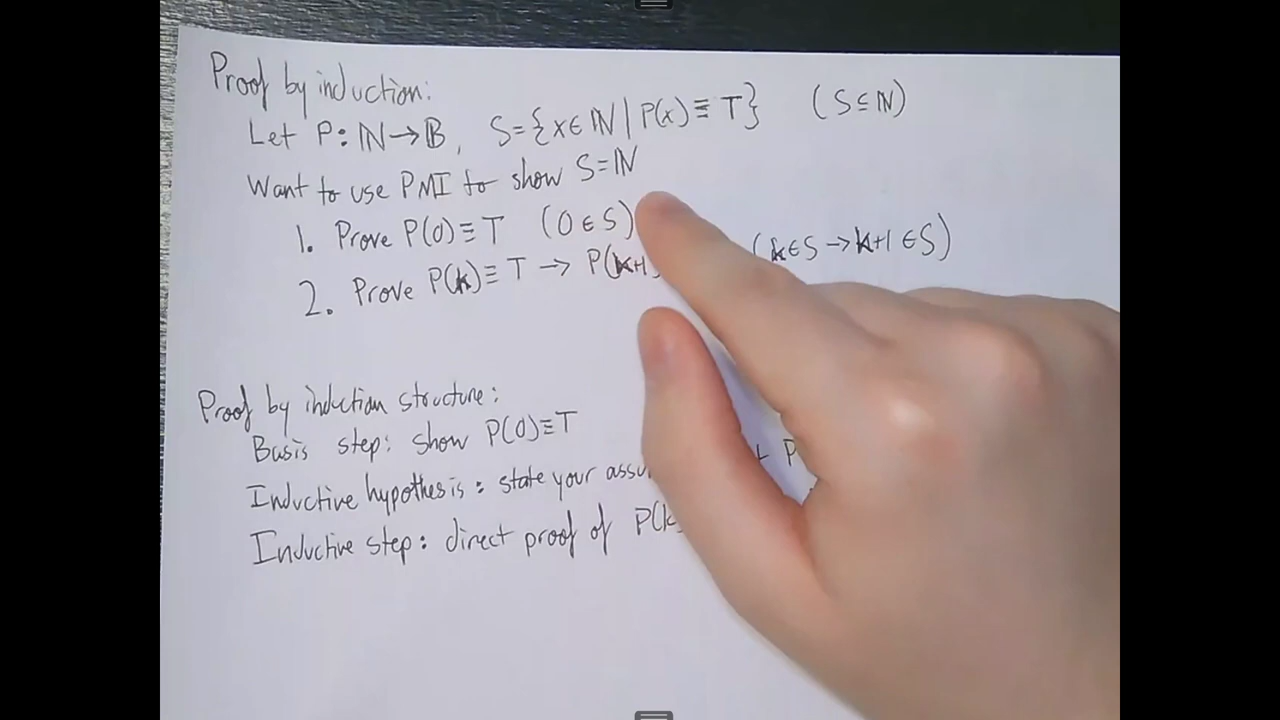 Proof by induction:
Let P: ℕ→𝔹, S={x∈ℕ | P(x)≡T} (S⊆ℕ)
Want to use PMI to show S=ℕ
1. Prove P(0)≡T (0∈S)
2. Prove P(k)≡T → P(k+1) (k∈S→k+1∈S)
Proof by induction structure:
Basis step: show P(0)≡T
Inductive hypothesis: state your P
Inductive step: direct proof of P(k